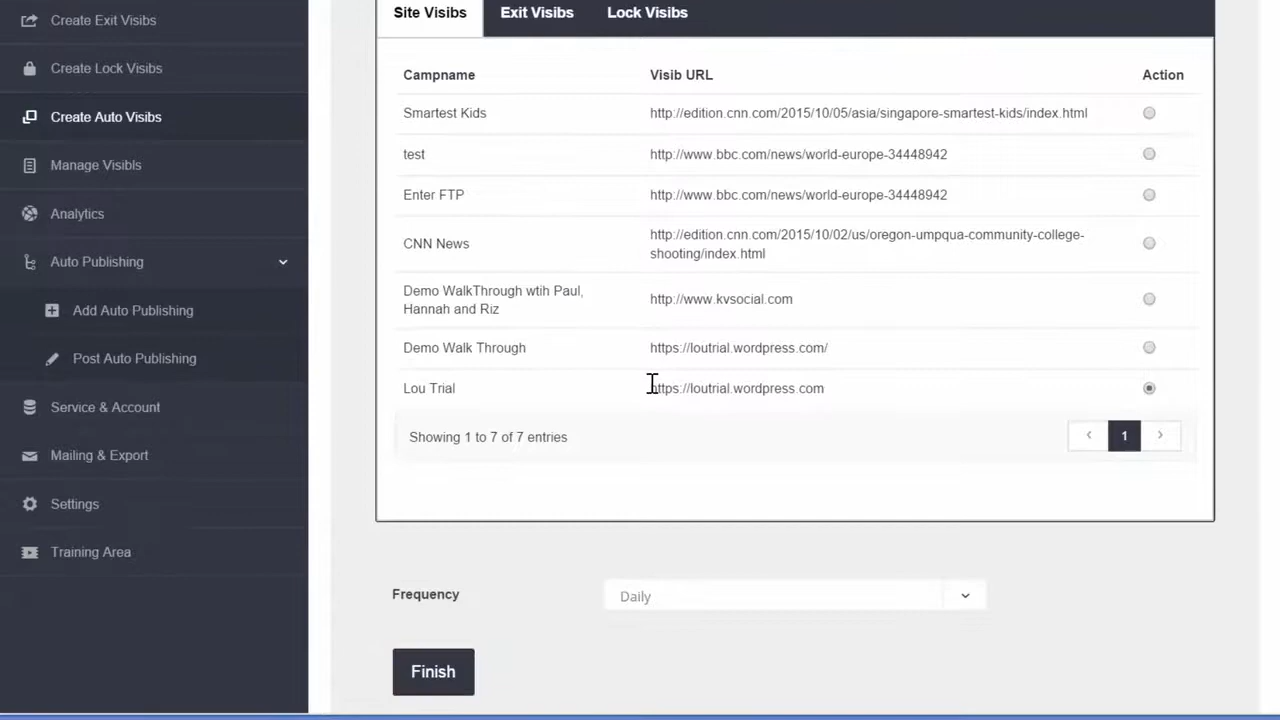 Create Exit Visbs
Create Lock Visbs
Create Auto Visbs
Manage Visibls
Analytics
Auto Publishing
Add Auto Publishing
Post Auto Publishing
Service & Account
Mailing & Export
Settings
Training Area
Site Visibs Exit Visibs Lock Visbs
Campname Visib URL Action
Smartest Kids http://edition.cnn.com/2015/10/05/asia/singapore-smartest-kids/index.html
test http://www.bbc.com/news/world-europe-34448942
Enter FTP http://www.bbc.com/news/world-europe-34448942
CNN News http://edition.cnn.com/2015/10/02/us/oregon-umpqua-community-college-
shooting/index.html
Demo WalkThrough wtih Paul,
Hannah and Riz http://www.kvsocial.com
Demo Walk Through https://loutrial.wordpress.com/
Lou Trial https://loutrial.wordpress.com
Showing 1 to 7 of 7 entries
1
Frequency Daily
Finish